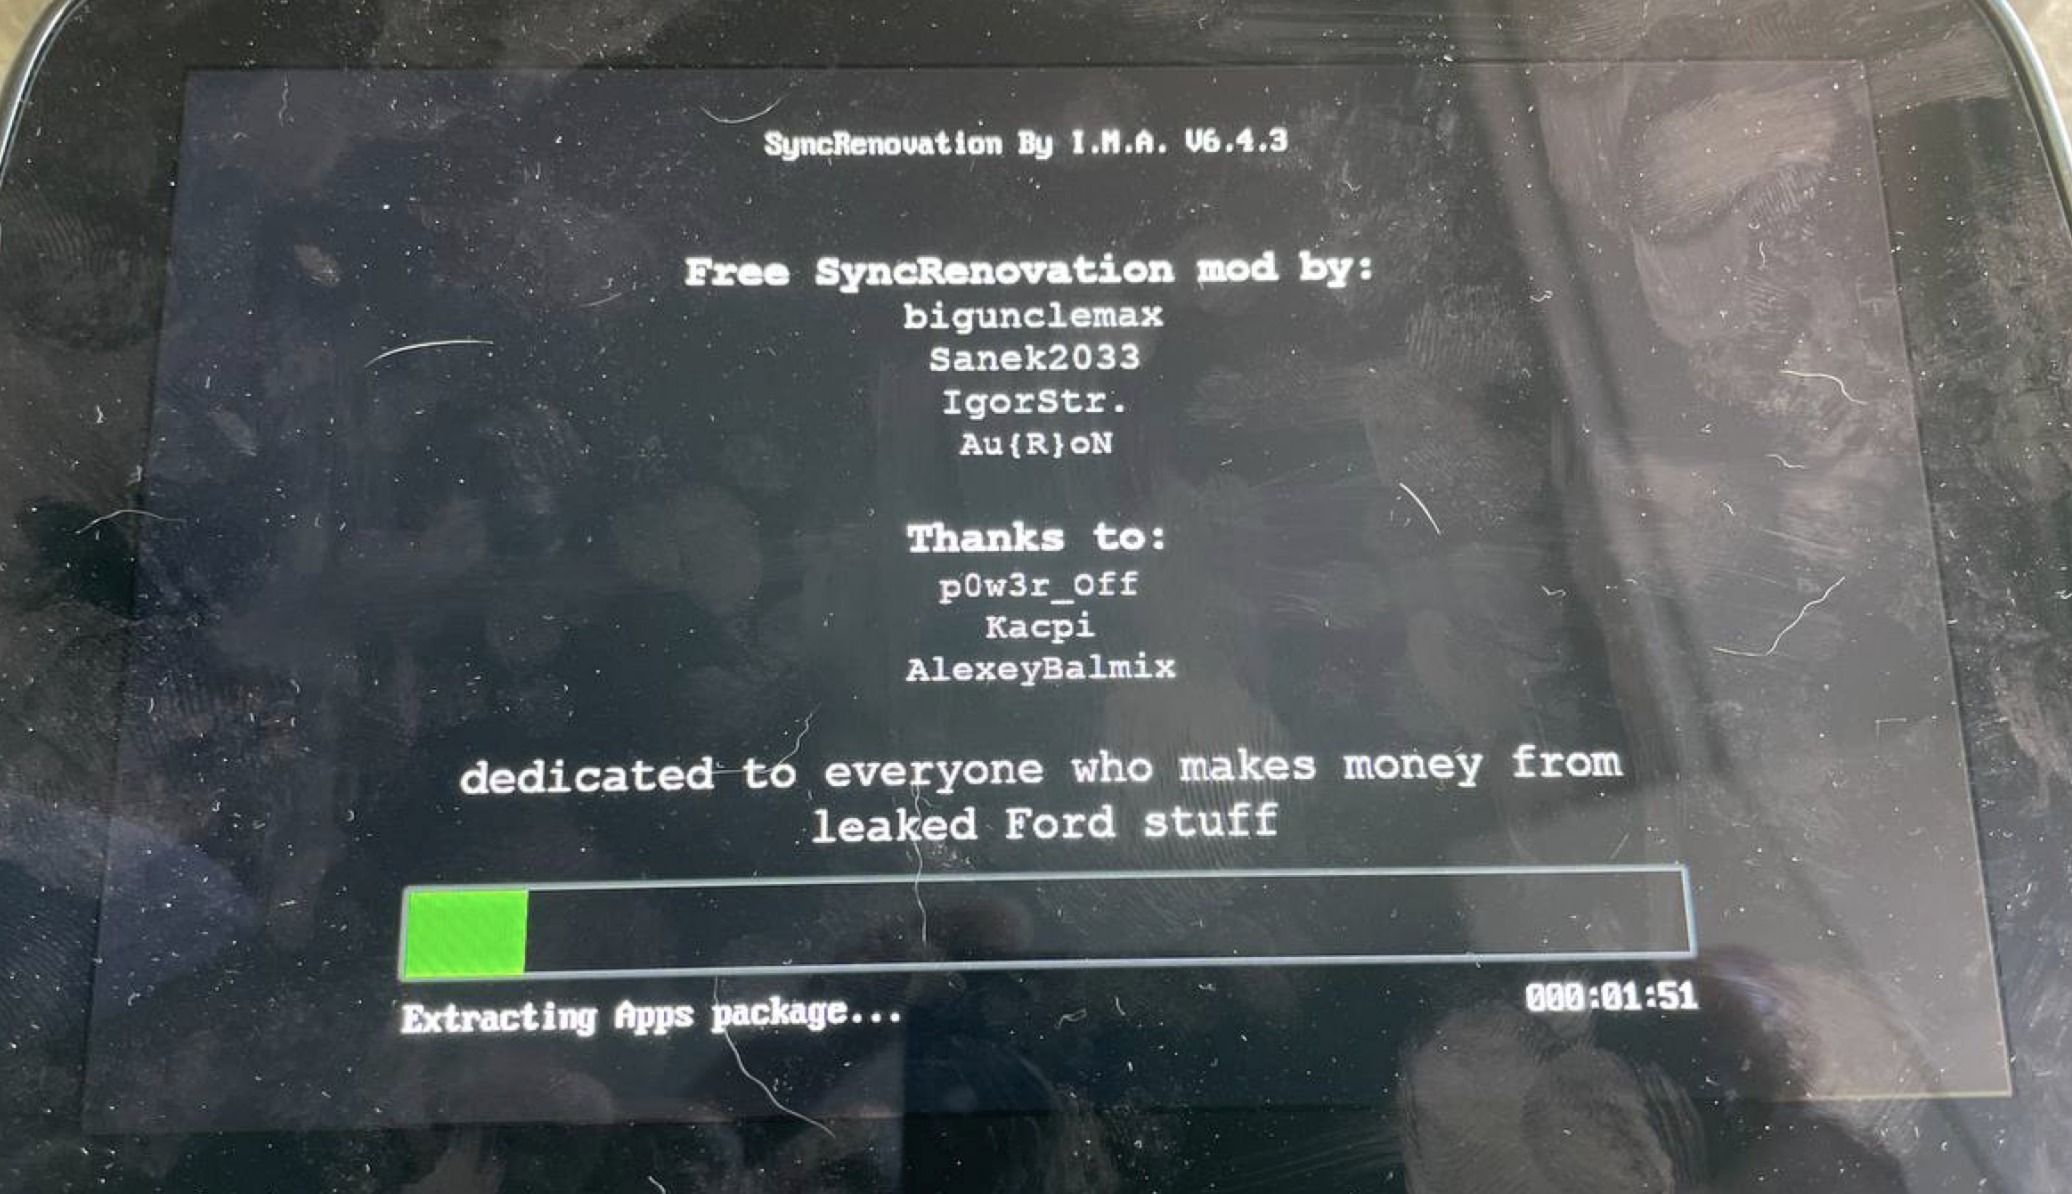 SyncRenovation By I.M.A. V6.4.3
Free SyncRenovation mod by:
bigunclemax
Sanek2033
IgorStr.
Au{R}oN
Thanks to:
p0w3r_Off
Kacpi
AlexeyBalmix
dedicated to everyone who makes money from
leaked Ford stuff
Extracting Apps package...
000:01:51